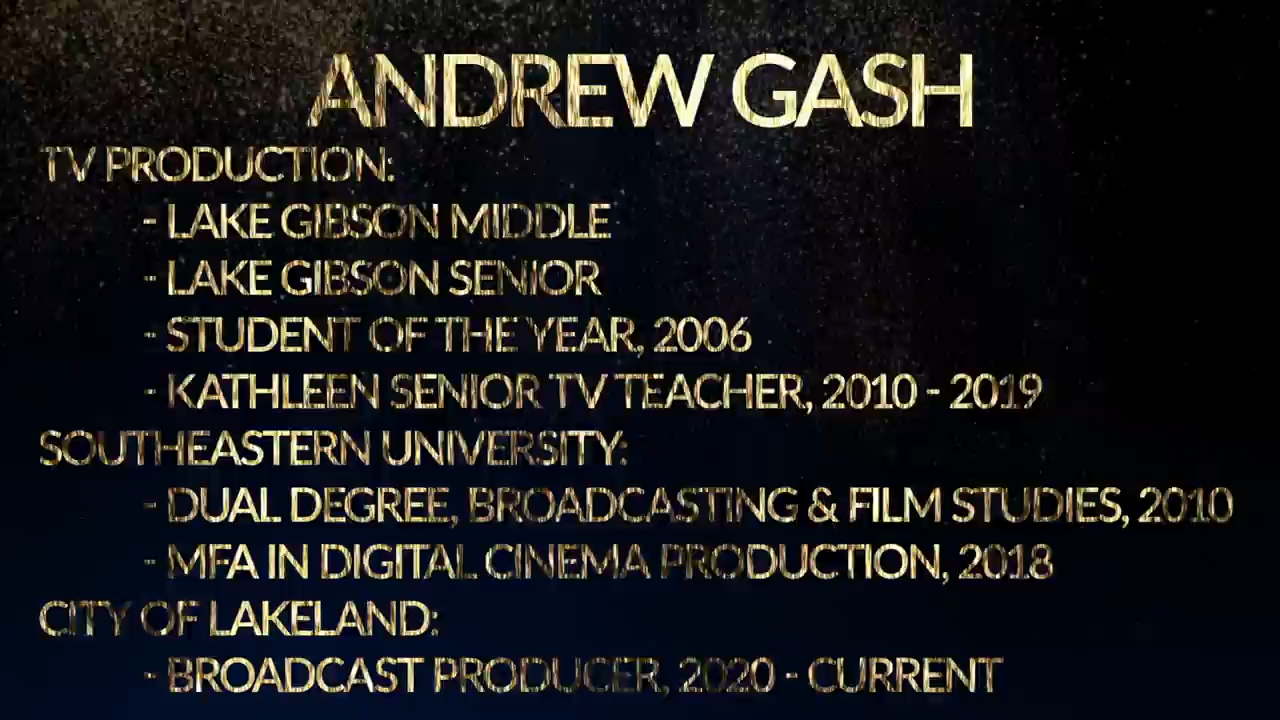 ANDREW GASH
TV PRODUCTION:
- LAKE GIBSON MIDDLE
- LAKE GIBSON SENIOR
- STUDENT OF THE YEAR, 2006
- KATHLEEN SENIOR TV TEACHER, 2010 - 2019
SOUTHEASTERN UNIVERSITY:
- DUAL DEGREE, BROADCASTING & FILM STUDIES, 2010
- MFA IN DIGITAL CINEMA PRODUCTION, 2018
CITY OF LAKELAND:
- BROADCAST PRODUCER, 2020 - CURRENT